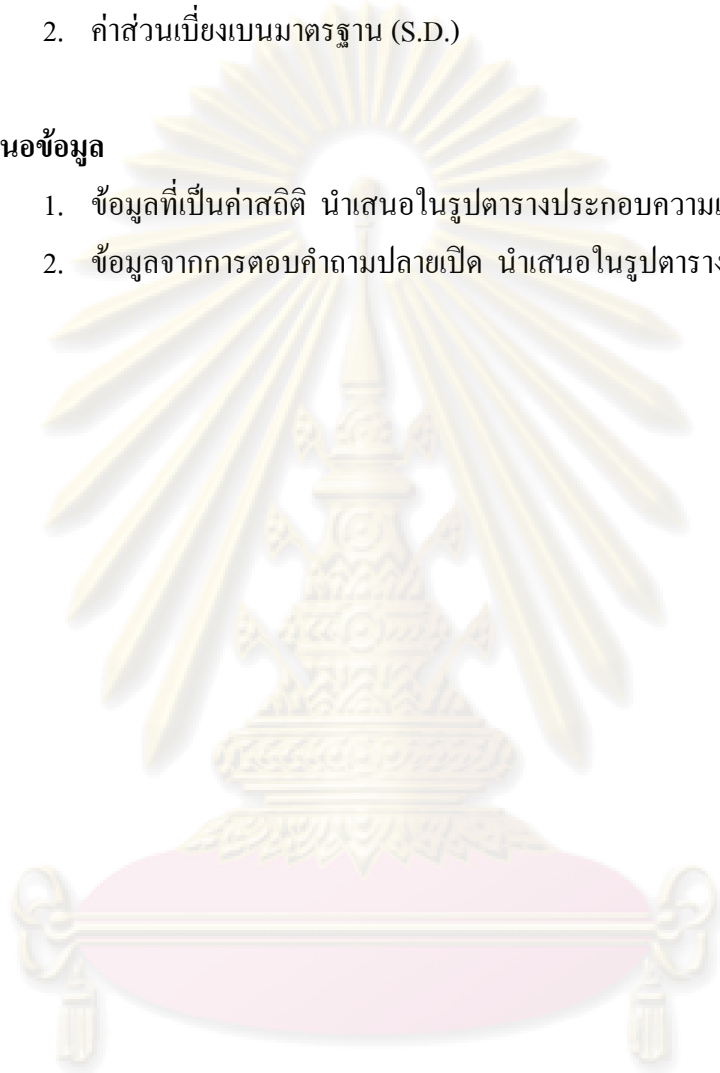 2. ค่าส่วนเบี่ยงเบนมาตรฐาน (S.D.)
นอข้อมูล
1. ข้อมูลที่เป็นค่าสถิติ นำเสนอในรูปตารางประกอบความเ
2. ข้อมูลจากการตอบคำถามปลายเปิด นำเสนอในรูปตาราง